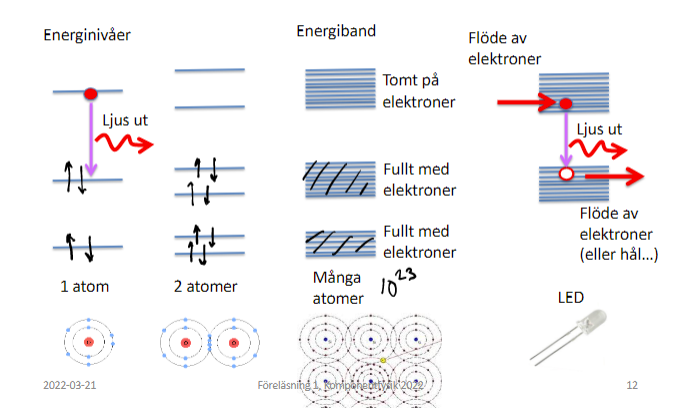 Energinivåer
Ljus ut
1 atom
2 atomer
Energiband
Tomt på
elektroner
Fullt med
elektroner
Fullt med
elektroner
Många
atomer
10²³
Flöde av
elektroner
Ljus ut
Flöde av
elektroner
(eller hål...)
LED
2022-03-21
Föreläsning 1, Komponentfysik 2022
12